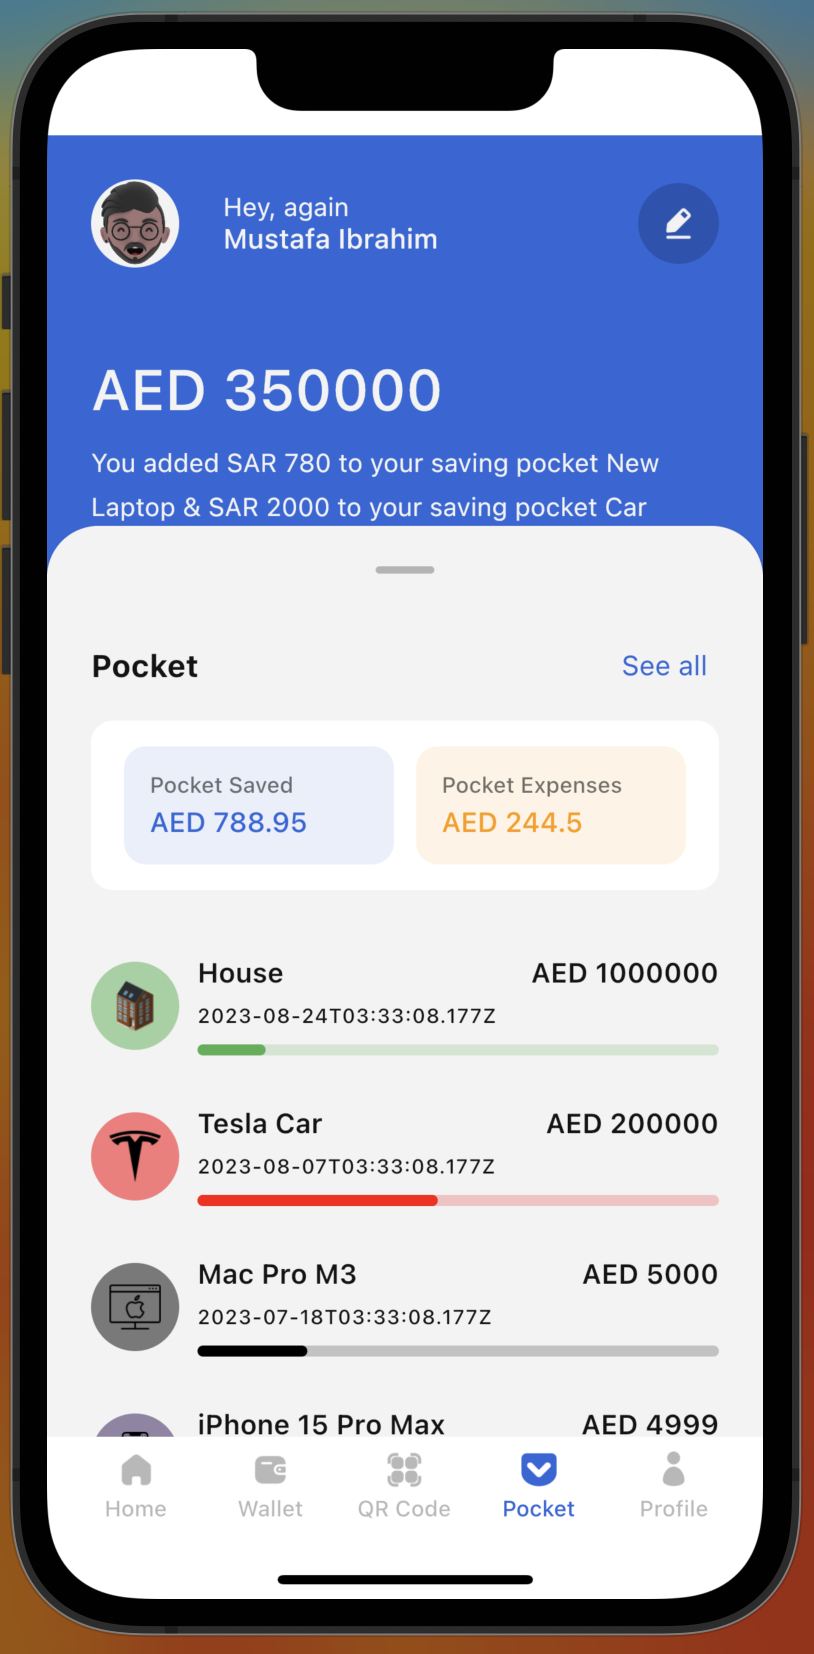 Hey, again
Mustafa Ibrahim
AED 350000
You added SAR 780 to your saving pocket New
Laptop & SAR 2000 to your saving pocket Car
Pocket
See all
Pocket Saved
AED 788.95
Pocket Expenses
AED 244.5
House
AED 1000000
2023-08-24T03:33:08.177Z
Tesla Car
AED 200000
2023-08-07T03:33:08.177Z
Mac Pro M3
AED 5000
2023-07-18T03:33:08.177Z
iPhone 15 Pro Max
AED 4999
Home
Wallet
QR Code
Pocket
Profile